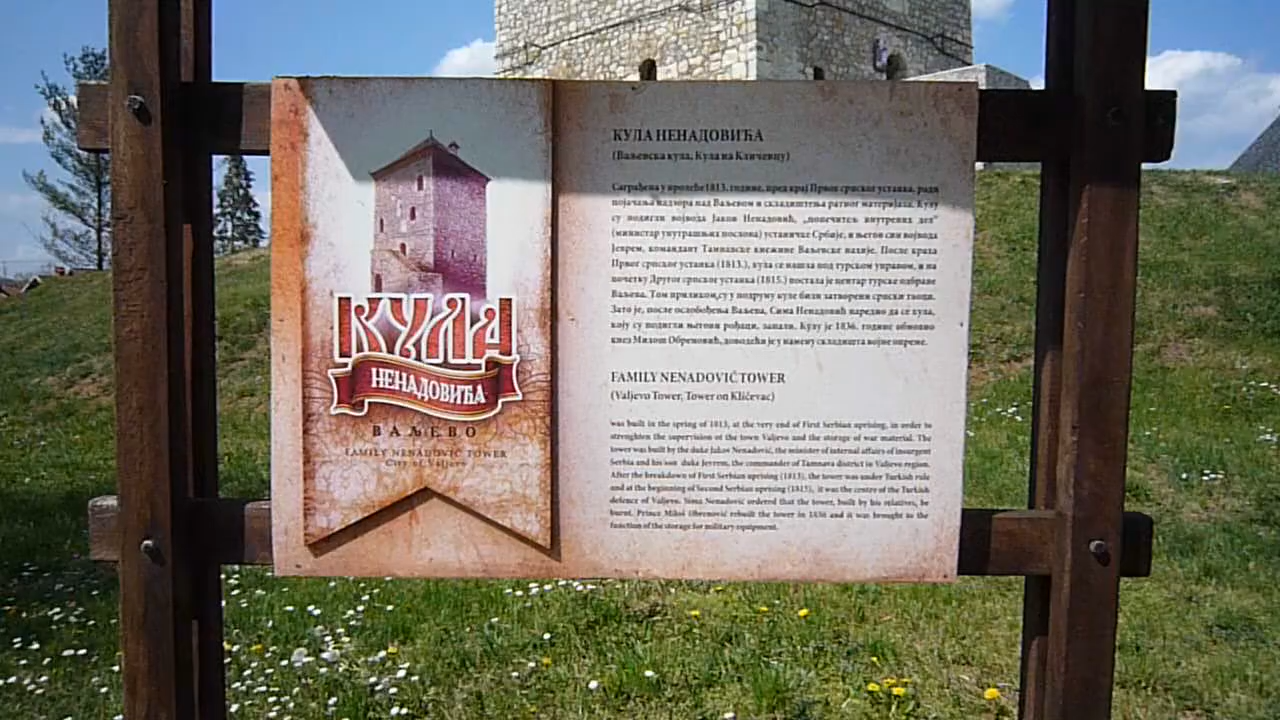 КУЛА
НЕНАДОВИЋА
ВАЉЕВО
FAMILY NENADOVIĆ TOWER
City of Valjevo
КУЛА НЕНАДОВИЋА
(Ваљевска кула, Кула на Кличевцу)
Саграђена у пролеће 1813. године, пред крај Првог српског устанка, ради
појачања надзора над Ваљевом и складиштења ратног материјала. Кулу
су подигли војвода Јаков Ненадовић, „попечитељ внутрених дел”
(министар унутрашњих послова) устаничке Србије, и његов син војвода
Јеврем, командант Тамнавске кнежине Ваљевске нахије. После краха
Првог српског устанка (1813.), кула се нашла под турском управом, и на
почетку Другог српског устанка (1815.) постала је центар турске одбране
Ваљева. Том приликом,су у подруму куле били затворени српски
Зато је, после ослобођења Ваљева, Сима Ненадовић наредио да се кула,
коју су подигли његови рођаци, запали. Кулу је 1836. године обновио
кнез Милош Обреновић, доводећи је у намену складишта војне опреме.
FAMILY NENADOVIĆ TOWER
(Valjevo Tower, Tower on Kličevac)
was built in the spring of 1813, at the very end of First Serbian uprising, in order to
strenghten the supervision of the town Valjevo and the storage of war material. The
tower was built by the duke Jakov Nenadović, the minister of internal affairs of insurgent
Serbia and his son duke Jevrem, the commander of Tamnava district in Valjevo region.
After the breakdown of First Serbian uprising (1813), the tower was under Turkish rule
and at the beginning of Second Serbian uprising (1815), it was the centre of the Turkish
defence of Valjevo. Sima Nenadović ordered that the tower, built by his relatives, be
burnt. Prince Miloš Obrenović rebuilt the tower in 1836 and it was brought to the
function of the storage for military equipment.